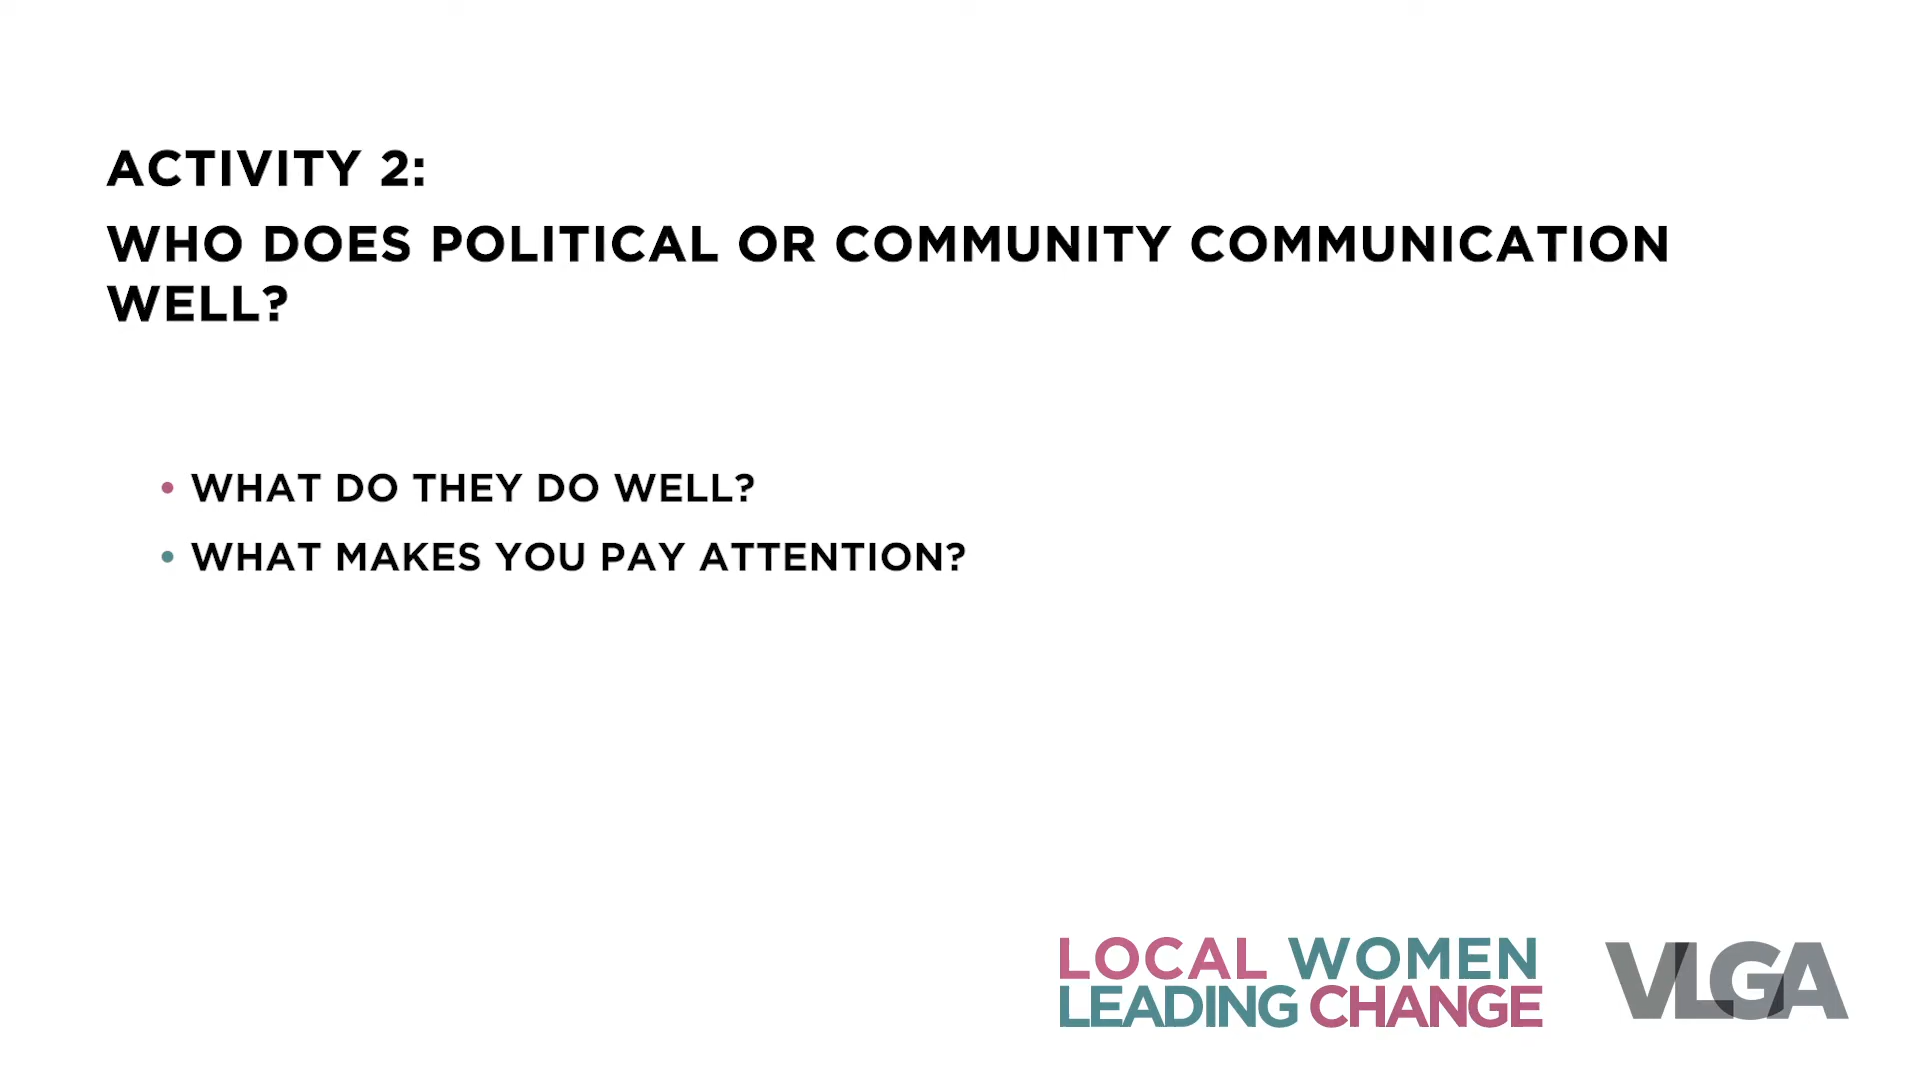 ACTIVITY 2:
WHO DOES POLITICAL OR COMMUNITY COMMUNICATION
WELL?
• WHAT DO THEY DO WELL?
• WHAT MAKES YOU PAY ATTENTION?
LOCAL WOMEN
LEADING CHANGE
VLGA